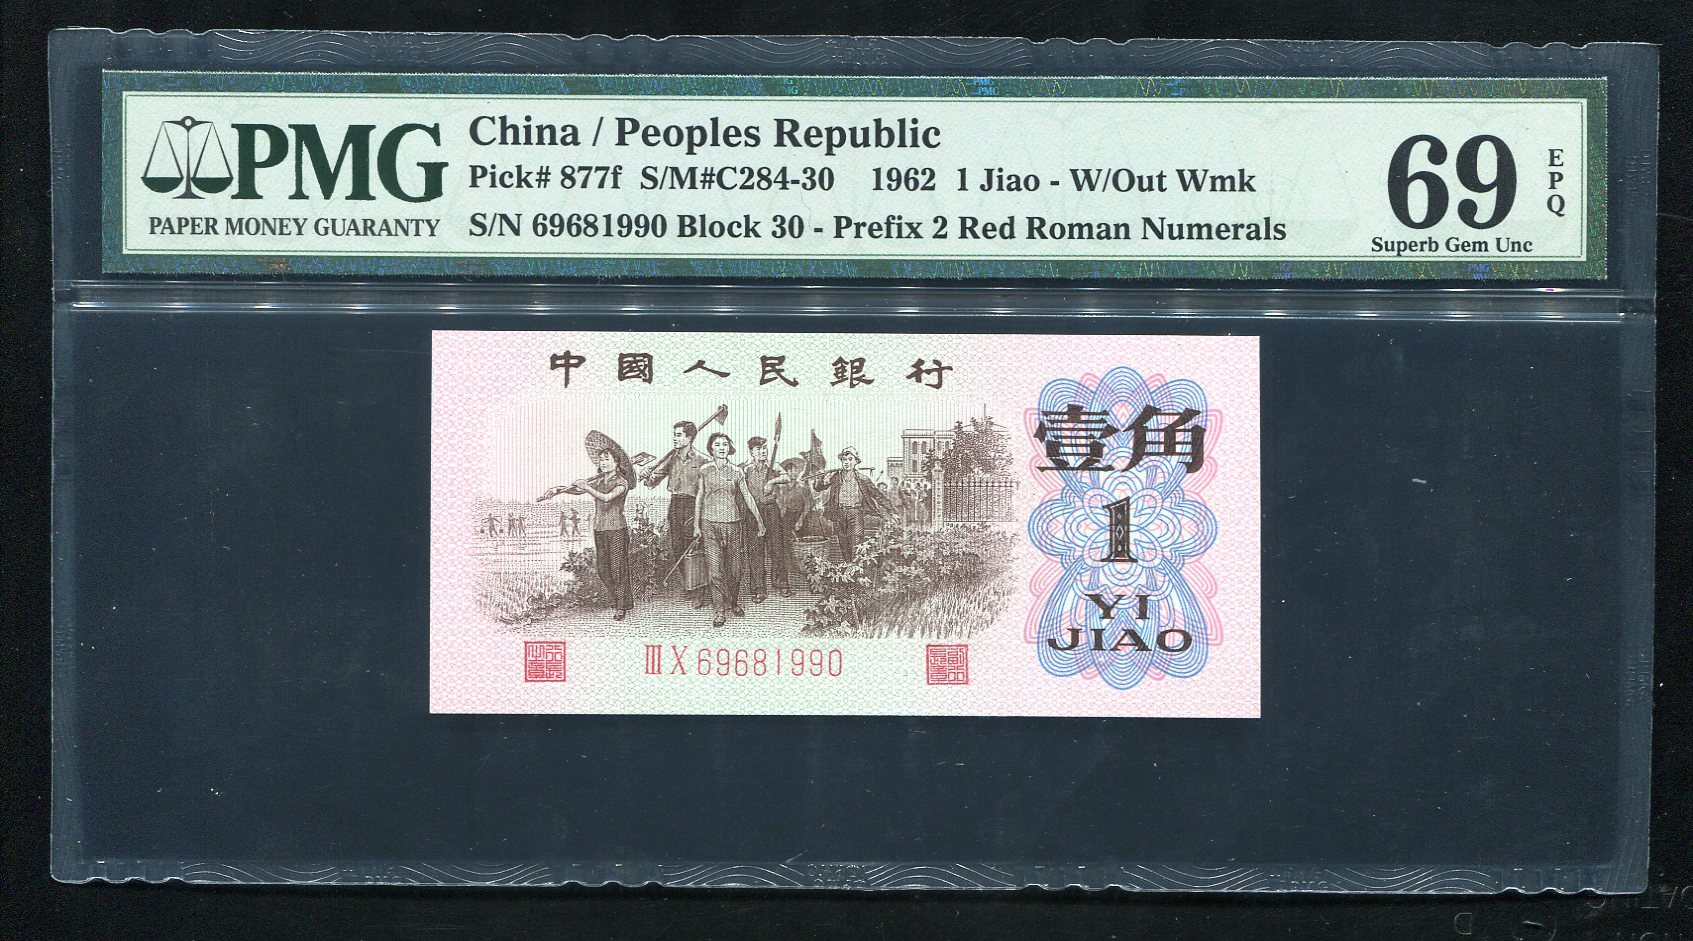 PMG
PAPER MONEY GUARANTY
China / Peoples Republic
Pick# 877f S/M#C284-30 1962 1 Jiao - W/Out Wmk
S/N 69681990 Block 30 - Prefix 2 Red Roman Numerals
69
EPQ
Superb Gem Unc
中國人民銀行
壹角
1
YI
JIAO
III X 69681990